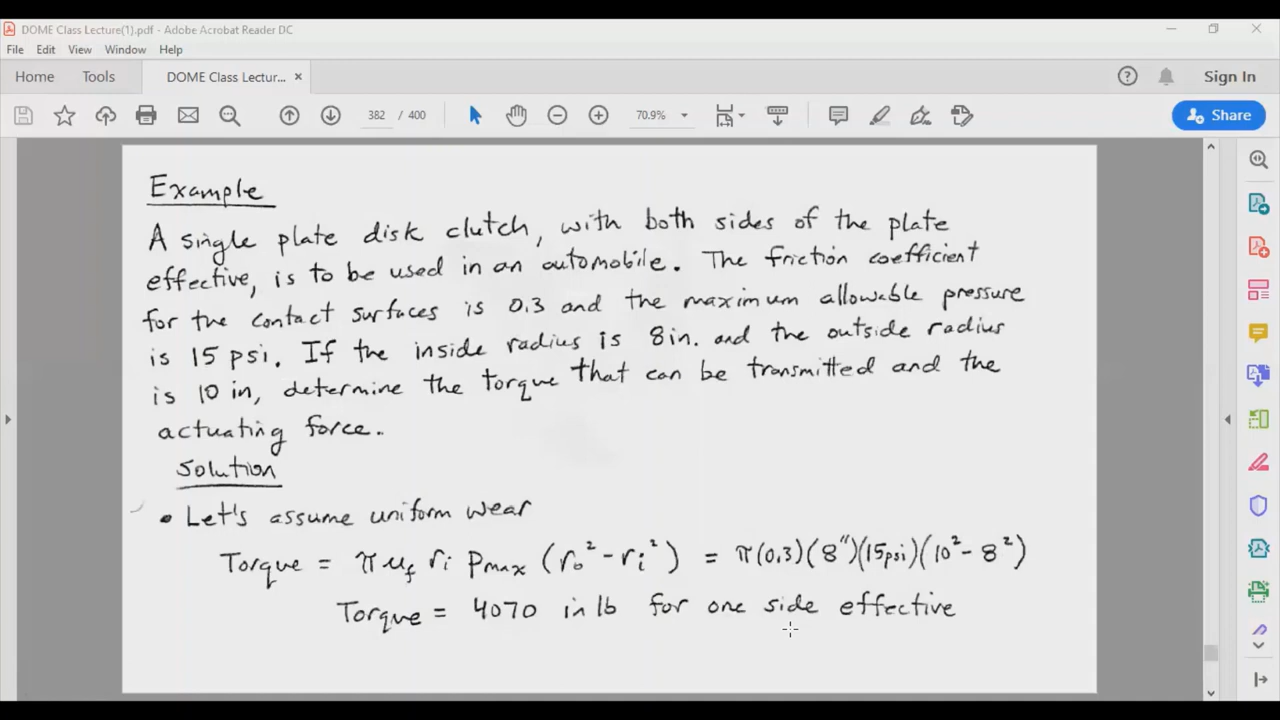 DOME Class Lecture(1).pdf - Adobe Acrobat Reader DC
File Edit View Window Help
Home Tools DOME Class Lectur... × Sign In
382 / 400 70.9% Share
Example
A single plate disk clutch, with both sides of the plate
effective, is to be used in an automobile. The friction coefficient
for the contact surfaces is 0.3 and the maximum allowable pressure
is 15 psi. If the inside radius is 8 in. and the outside radius
is 10 in, determine the torque that can be transmitted and the
actuating force.
Solution
• Let's assume uniform wear
Torque = π μf ri pmax (ro² - ri²) = π(0.3)(8")(15psi)(10² - 8²)
Torque = 4070 in lb for one side effective